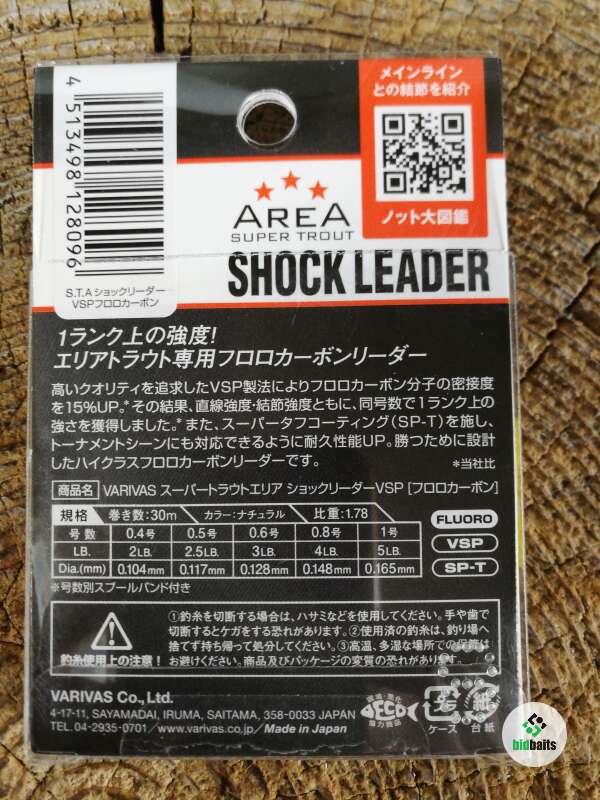 メインライン
との結節を紹介
ノット大図鑑
4 513498 128096
S.T.Aショックリーダー
VSPフロロカーボン
AREA
SUPER TROUT
SHOCK LEADER
1ランク上の強度!
エリアトラウト専用フロロカーボンリーダー
高いクオリティを追求したVSP製法によりフロロカーボン分子の密接度
を15%UP。*その結果、直線強度・結節強度ともに、同号数で1ランク上の
強さを獲得しました。*また、スーパータフコーティング(SP-T)を施し、
トーナメントシーンにも対応できるように耐久性能UP。勝つために設計
したハイクラスフロロカーボンリーダーです。 *当社比
商品名 VARIVAS スーパートラウトエリア ショックリーダーVSP [フロロカーボン]
規格 巻き数:30m カラー:ナチュラル 比重:1.78
号数 0.4号 0.5号 0.6号 0.8号 1号
LB. 2LB. 2.5LB. 3LB. 4LB. 5LB.
Dia.(mm) 0.104mm 0.117mm 0.128mm 0.148mm 0.165mm
※号数別スプールバンド付き
FLUORO
VSP
SP-T
釣糸使用上の注意!
①釣糸を切断する場合は、ハサミなどを使用してください。手や歯で
切断するとケガをする恐れがあります。②使用済の釣糸は、釣り場へ
捨てず持ち帰って処分してください。③高温、多湿な場所での保管は
お避けください。商品及びパッケージの変質の恐れがあります。
VARIVAS Co., Ltd.
4-17-11, SAYAMADAI, IRUMA, SAITAMA, 358-0033 JAPAN
TEL. 04-2935-0701/www.varivas.co.jp/Made in Japan
環境・美化
ECO
協力商品
プラ
ケース
紙
台紙
bidbaits